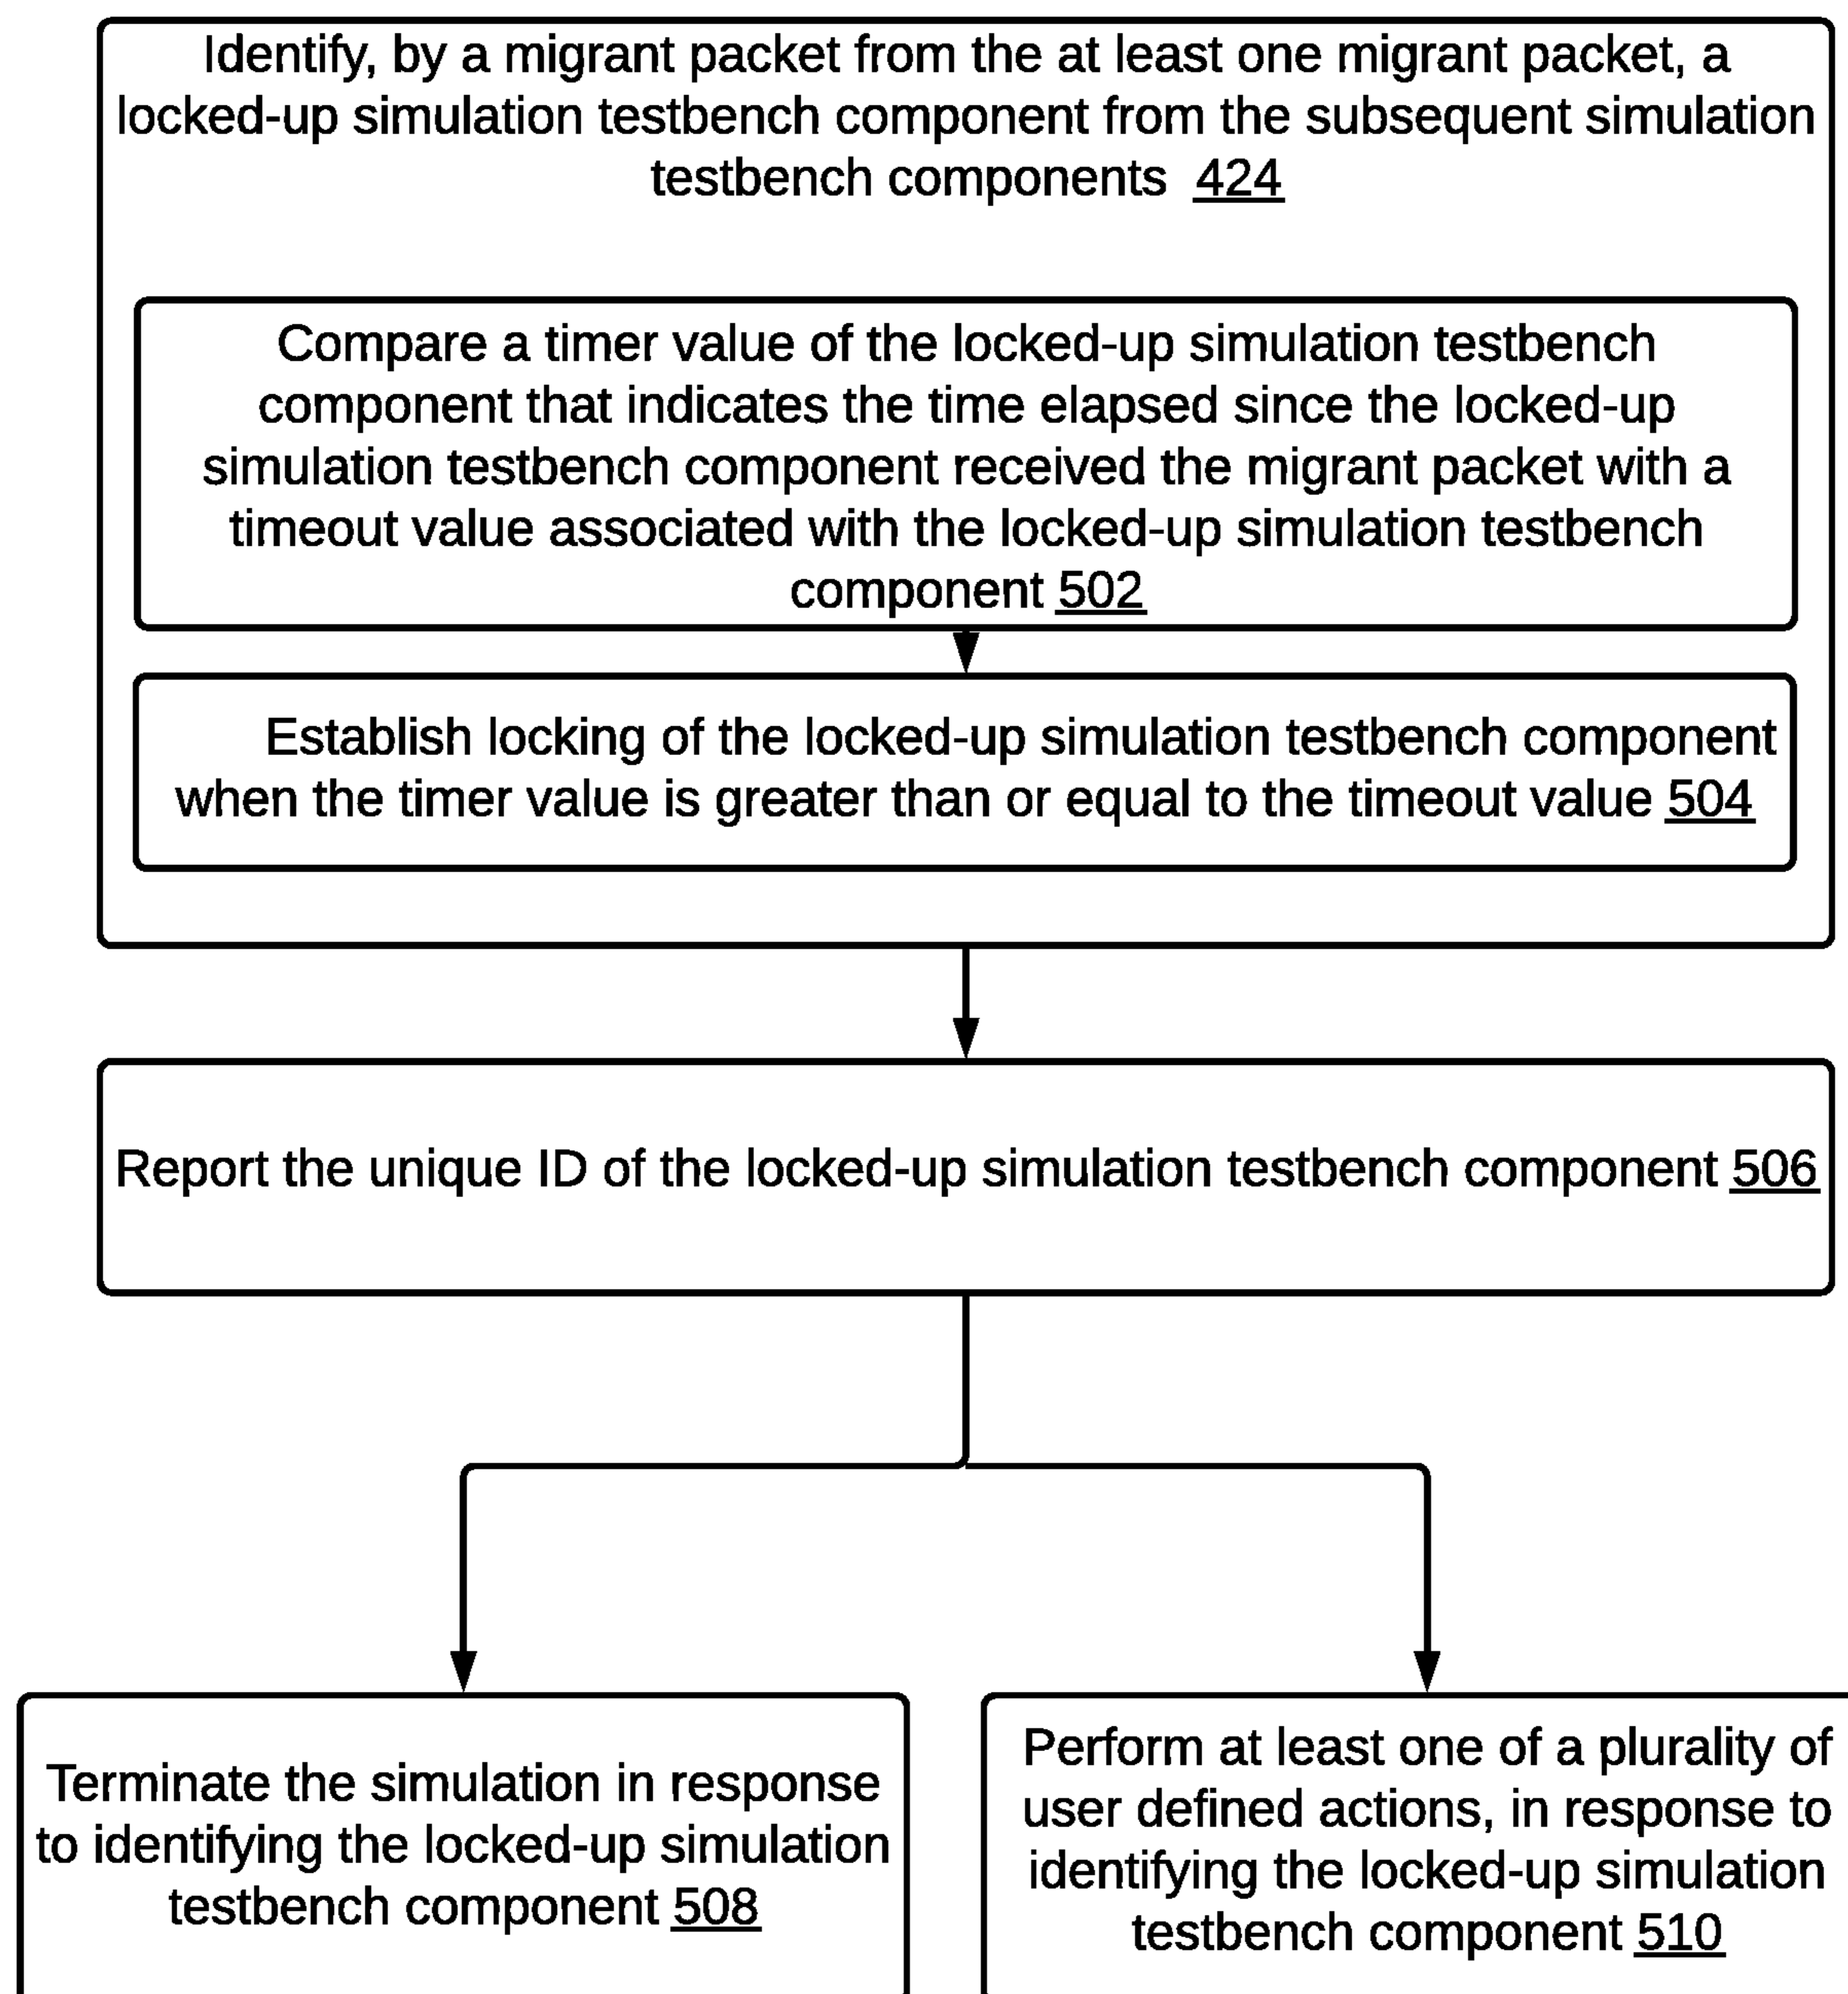 Identify, by a migrant packet from the at least one migrant packet, a
locked-up simulation testbench component from the subsequent simulation
testbench components 424
Compare a timer value of the locked-up simulation testbench
component that indicates the time elapsed since the locked-up
simulation testbench component received the migrant packet with a
timeout value associated with the locked-up simulation testbench
component 502
Establish locking of the locked-up simulation testbench component
when the timer value is greater than or equal to the timeout value 504
Report the unique ID of the locked-up simulation testbench component 506
Terminate the simulation in response
to identifying the locked-up simulation
testbench component 508
Perform at least one of a plurality of
user defined actions, in response to
identifying the locked-up simulation
testbench component 510